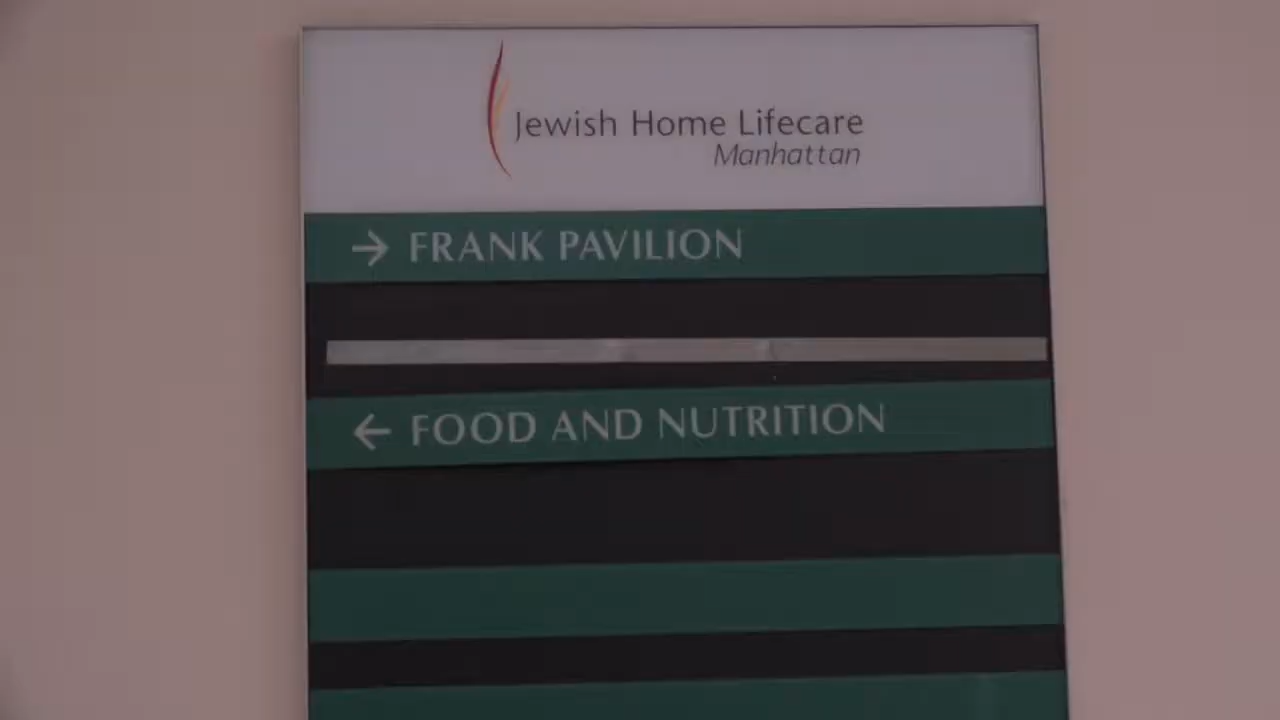 Jewish Home Lifecare
Manhattan
→ FRANK PAVILION
← FOOD AND NUTRITION